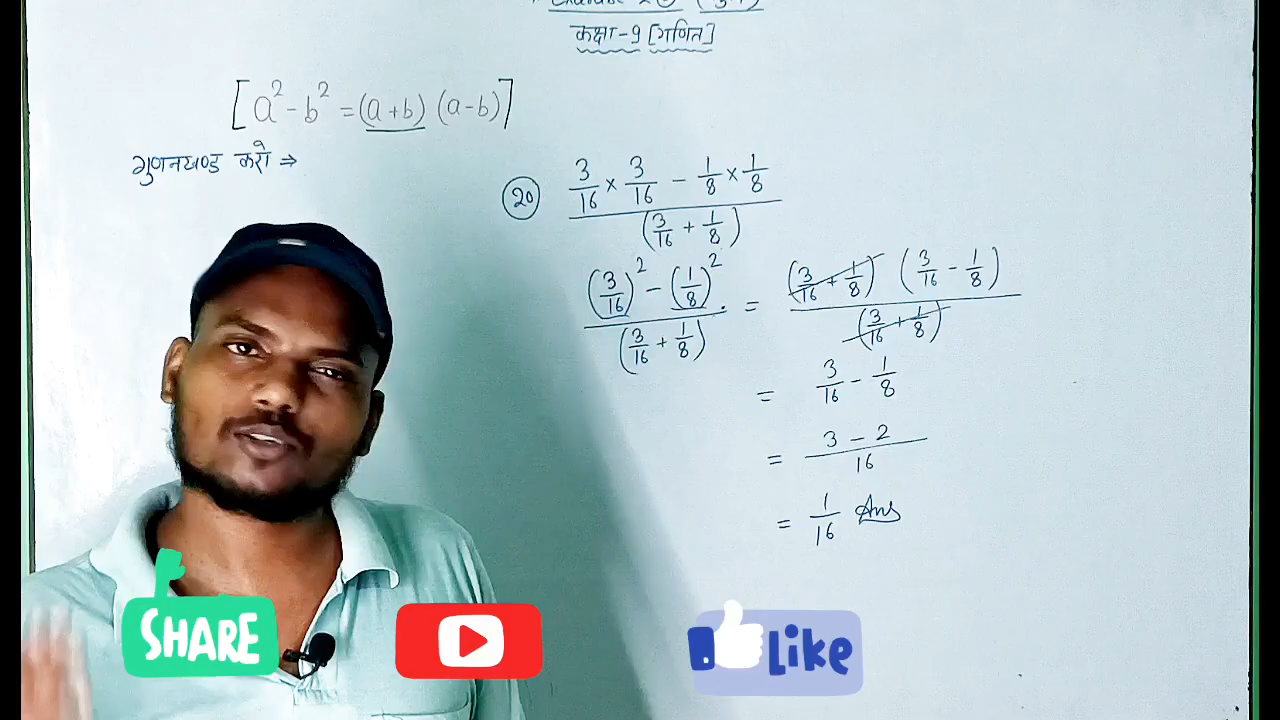 कक्षा-9 [गणित]
[a² - b² = (a+b) (a-b)]
गुणनखण्ड करो ⇒
20 3/16 × 3/16 - 1/8 × 1/8
(3/16 + 1/8)
(3/16)² - (1/8)² = (3/16 + 1/8) (3/16 - 1/8)
(3/16 + 1/8) (3/16 + 1/8)
= 3/16 - 1/8
= 3 - 2
16
= 1/16 Ans
SHARE
Like